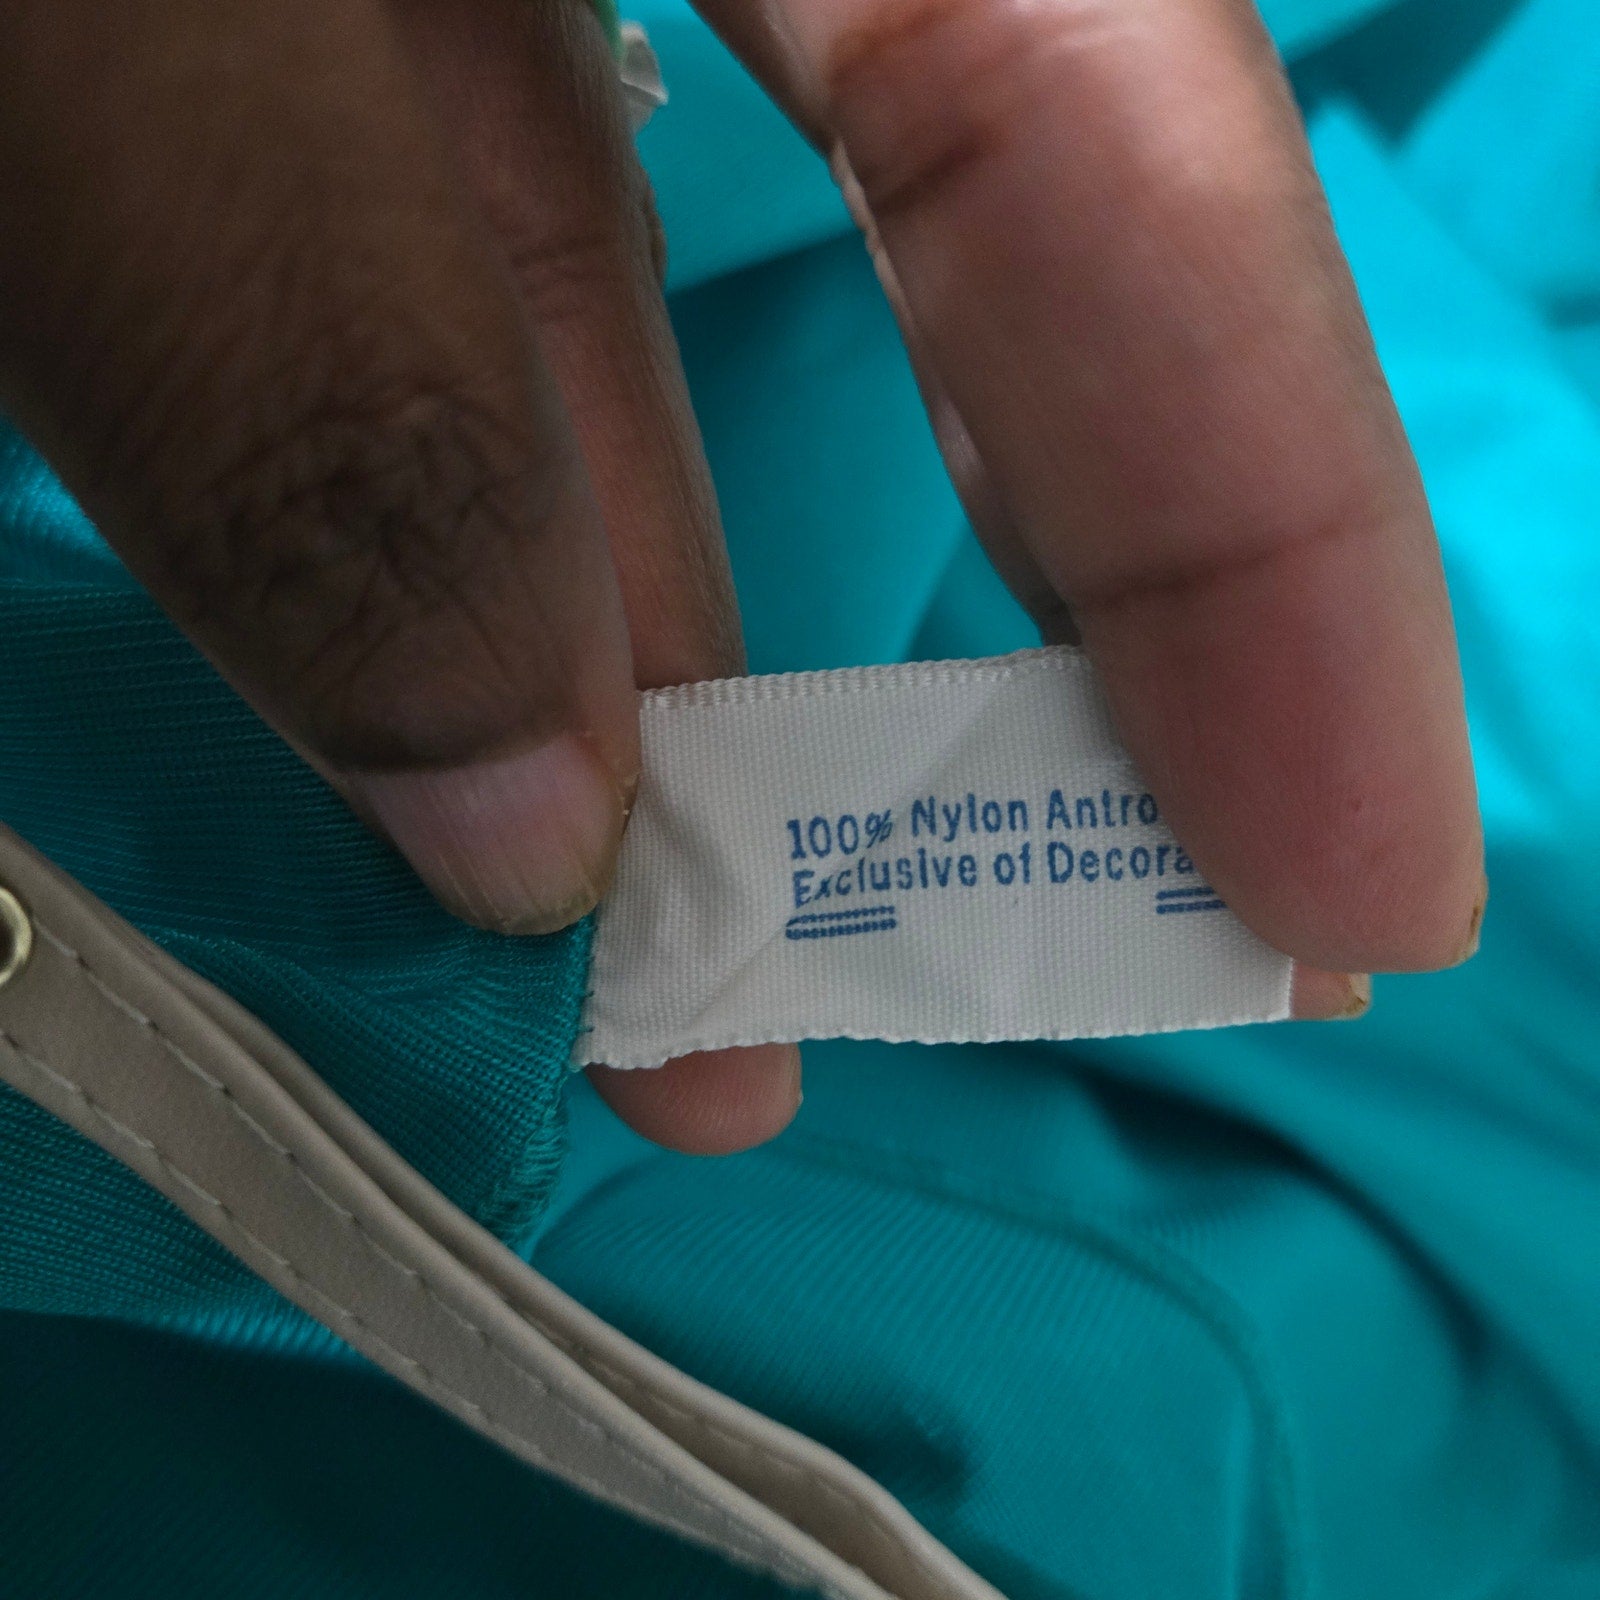 100% Nylon Antro
Exclusive of Decora